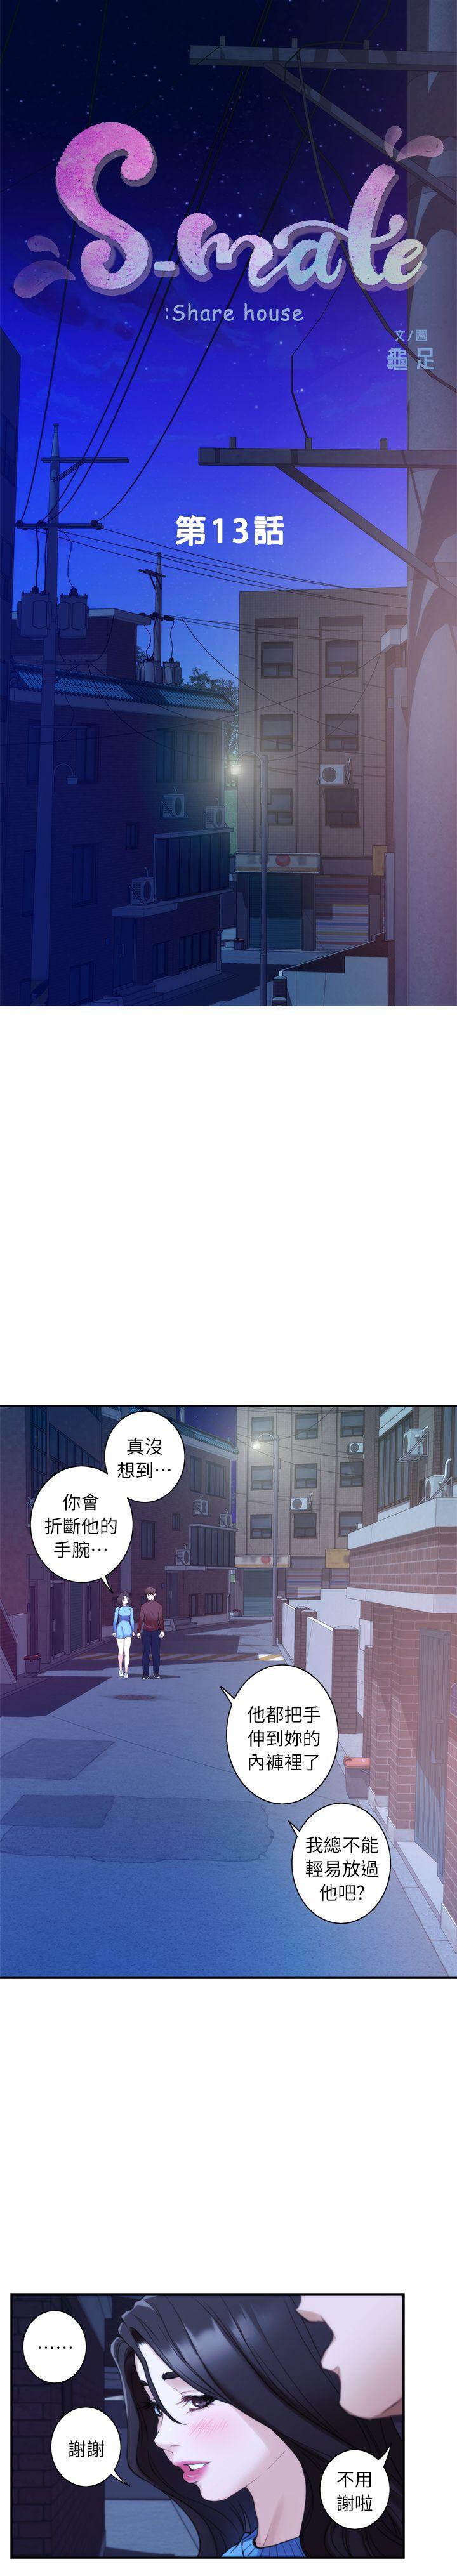 S-mate
:Share house
文/圖
龜足
第13話
真沒
想到⋯
你會
折斷他的
手腕⋯
他都把手
伸到妳的
內褲裡了
我總不能
輕易放過
他吧?
⋯⋯
謝謝
不用
謝啦